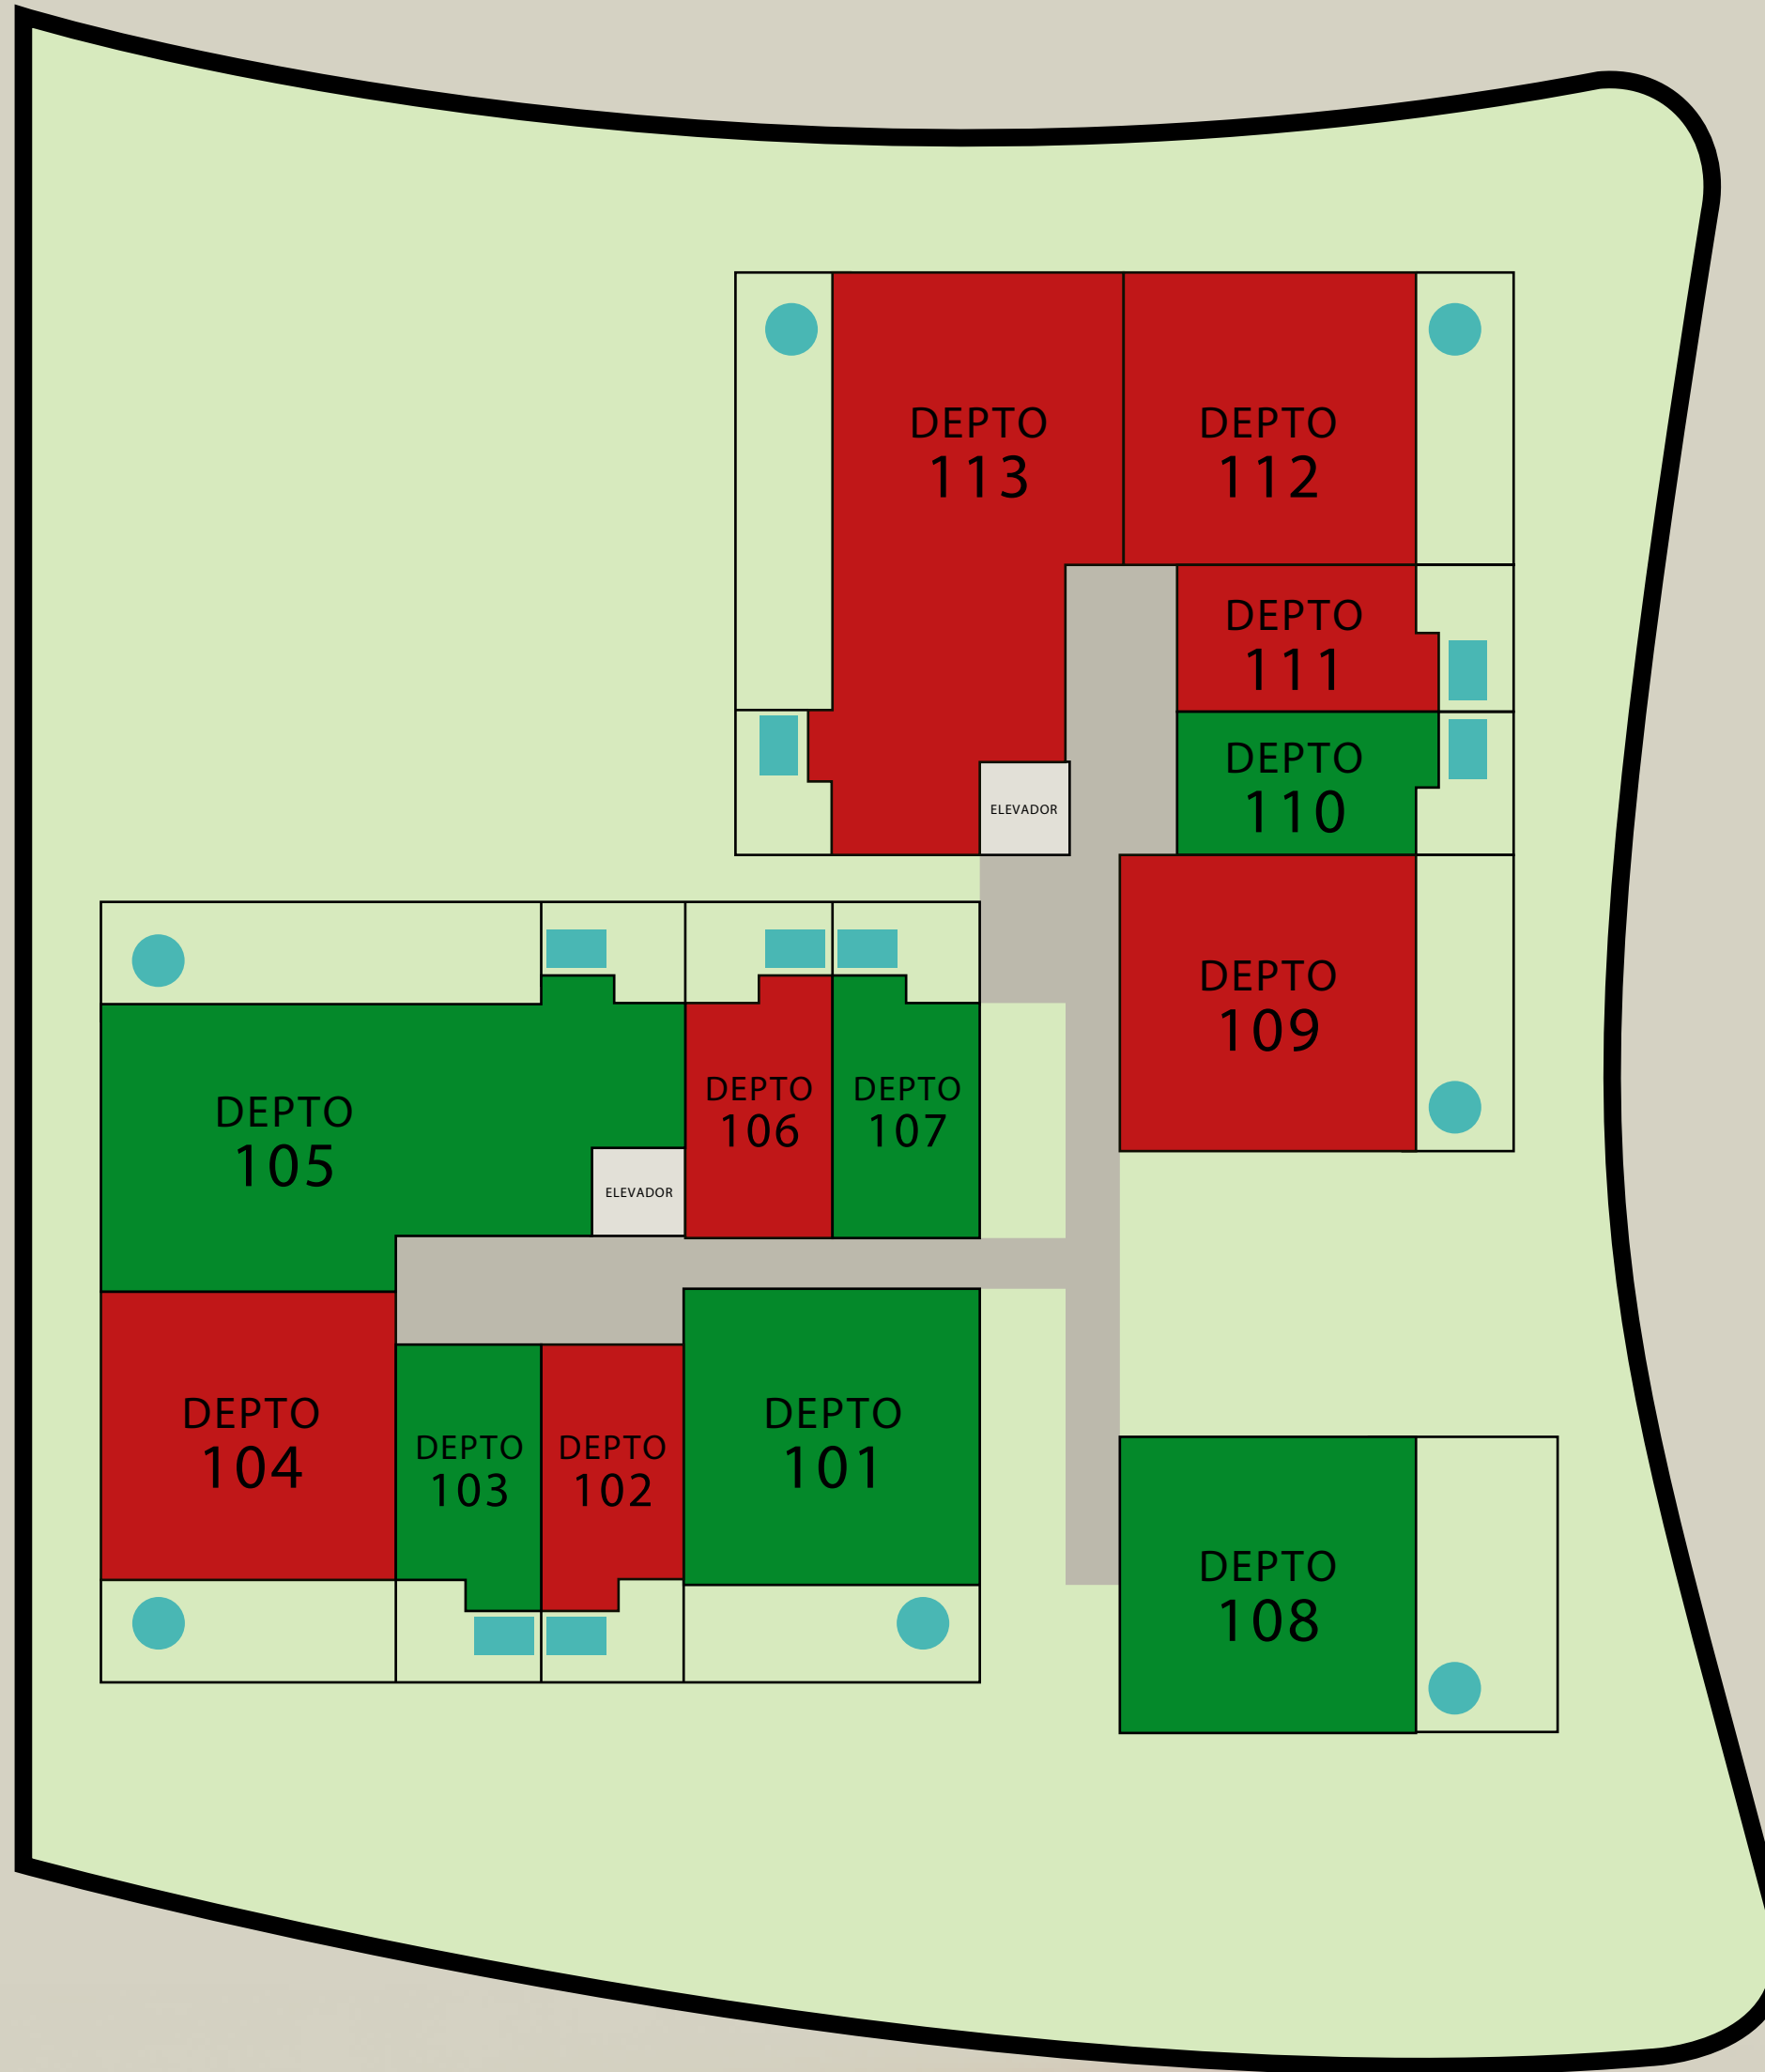 DEPTO
113
DEPTO
112
DEPTO
111
DEPTO
110
ELEVADOR
DEPTO
109
DEPTO
105
DEPTO
106
DEPTO
107
ELEVADOR
DEPTO
104
DEPTO
103
DEPTO
102
DEPTO
101
DEPTO
108